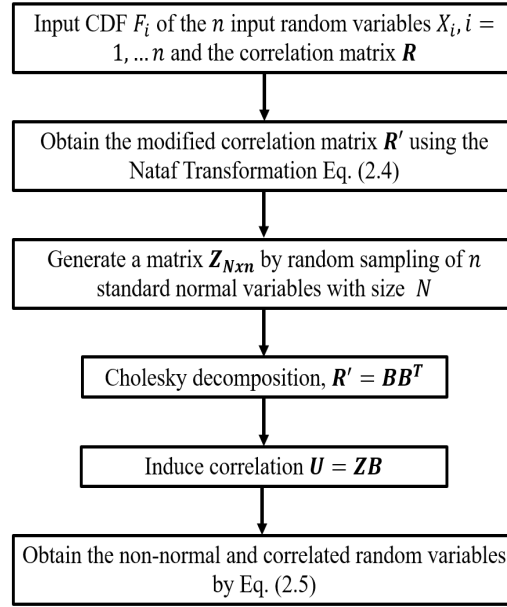 Input CDF F_i of the n input random variables X_i, i =
1, … n and the correlation matrix R
Obtain the modified correlation matrix R′ using the
Nataf Transformation Eq. (2.4)
Generate a matrix Z_{Nxn} by random sampling of n
standard normal variables with size N
Cholesky decomposition, R′ = BB^T
Induce correlation U = ZB
Obtain the non-normal and correlated random variables
by Eq. (2.5)